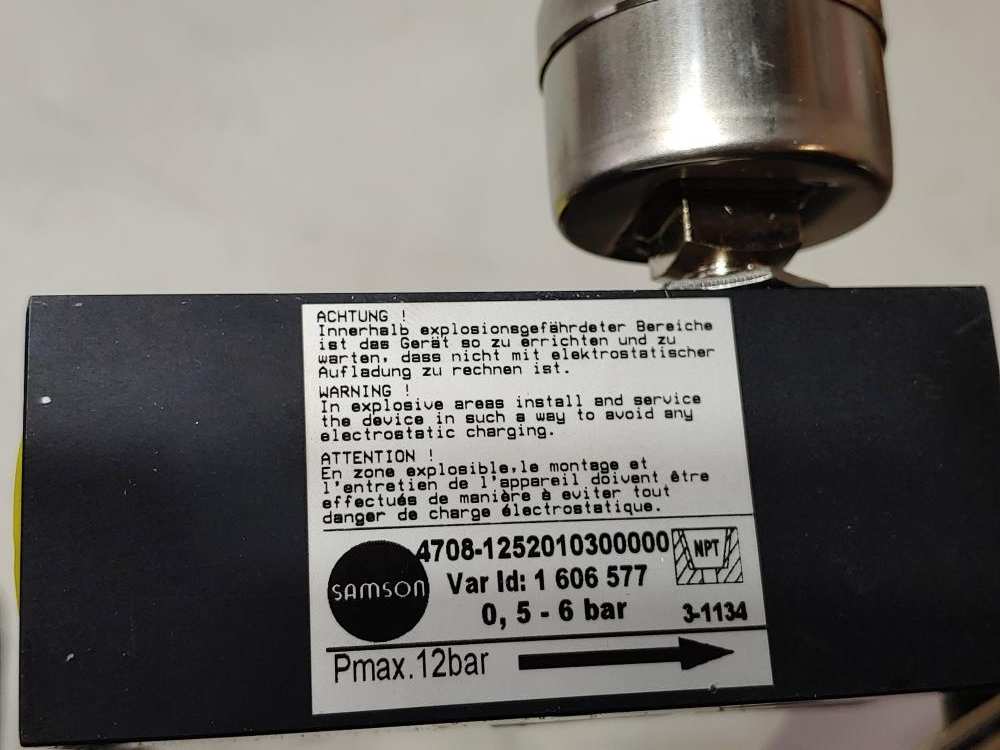 ACHTUNG !
Innerhalb explosionsgefährdeter Bereiche
ist das Gerät so zu errichten und zu
warten, dass nicht mit elektrostatischer
Aufladung zu rechnen ist.
WARNING !
In explosive areas install and service
the device in such a way to avoid any
electrostatic charging.
ATTENTION !
En zone explosible,le montage et
l'entretien de l'appareil doivent être
effectués de manière à eviter tout
danger de charge électrostatique.
4708-1252010300000
NPT
SAMSON
Var Id: 1 606 577
0, 5 - 6 bar
3-1134
Pmax.12bar